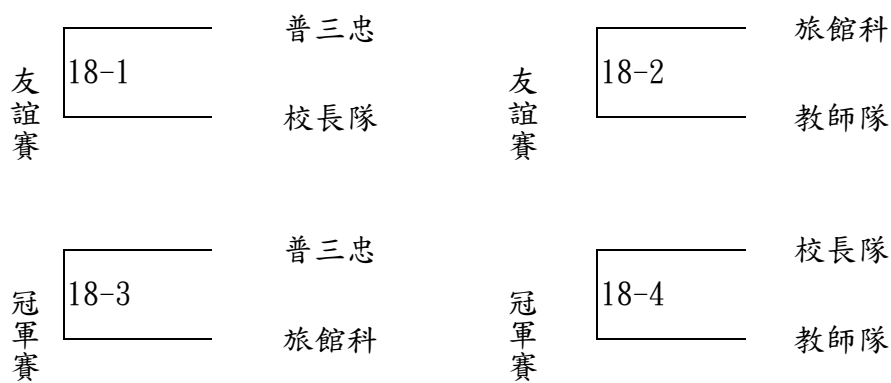 普三忠
友誼賽 18-1
校長隊
旅館科
友誼賽 18-2
教師隊
普三忠
冠軍賽 18-3
旅館科
校長隊
冠軍賽 18-4
教師隊